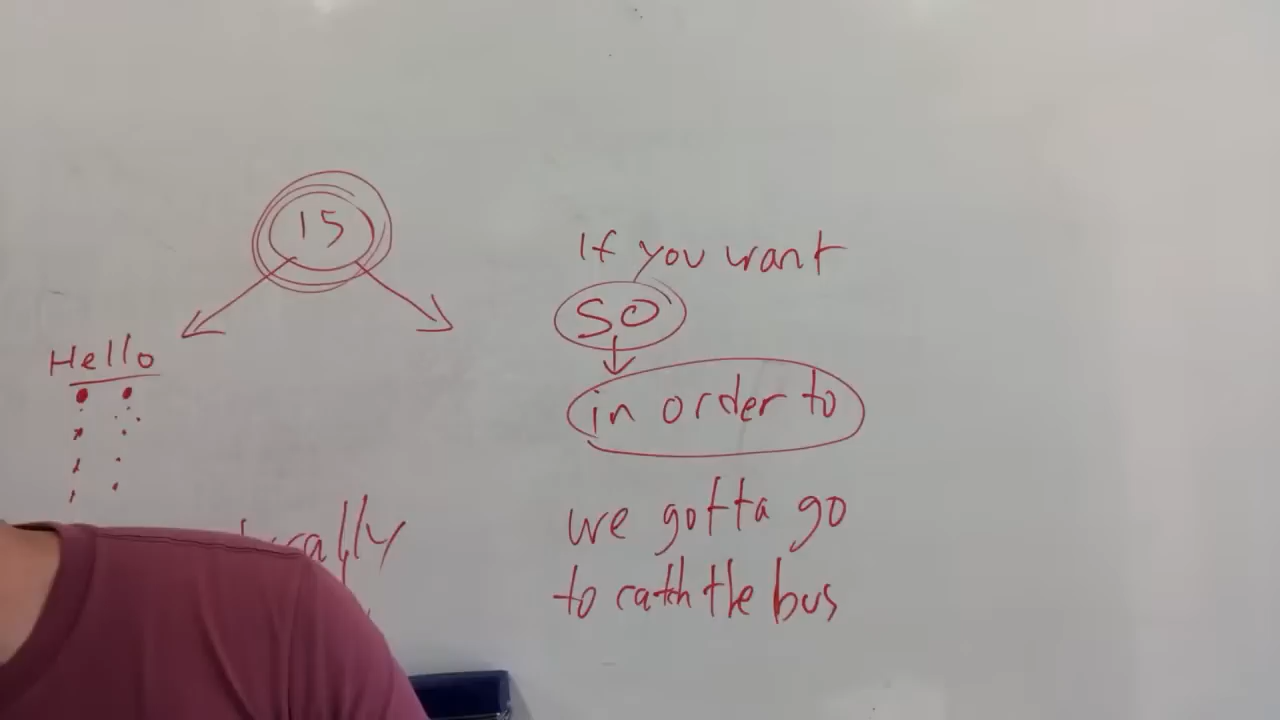 15
Hello
If you want
so
in order to
we gotta go
to catch the bus